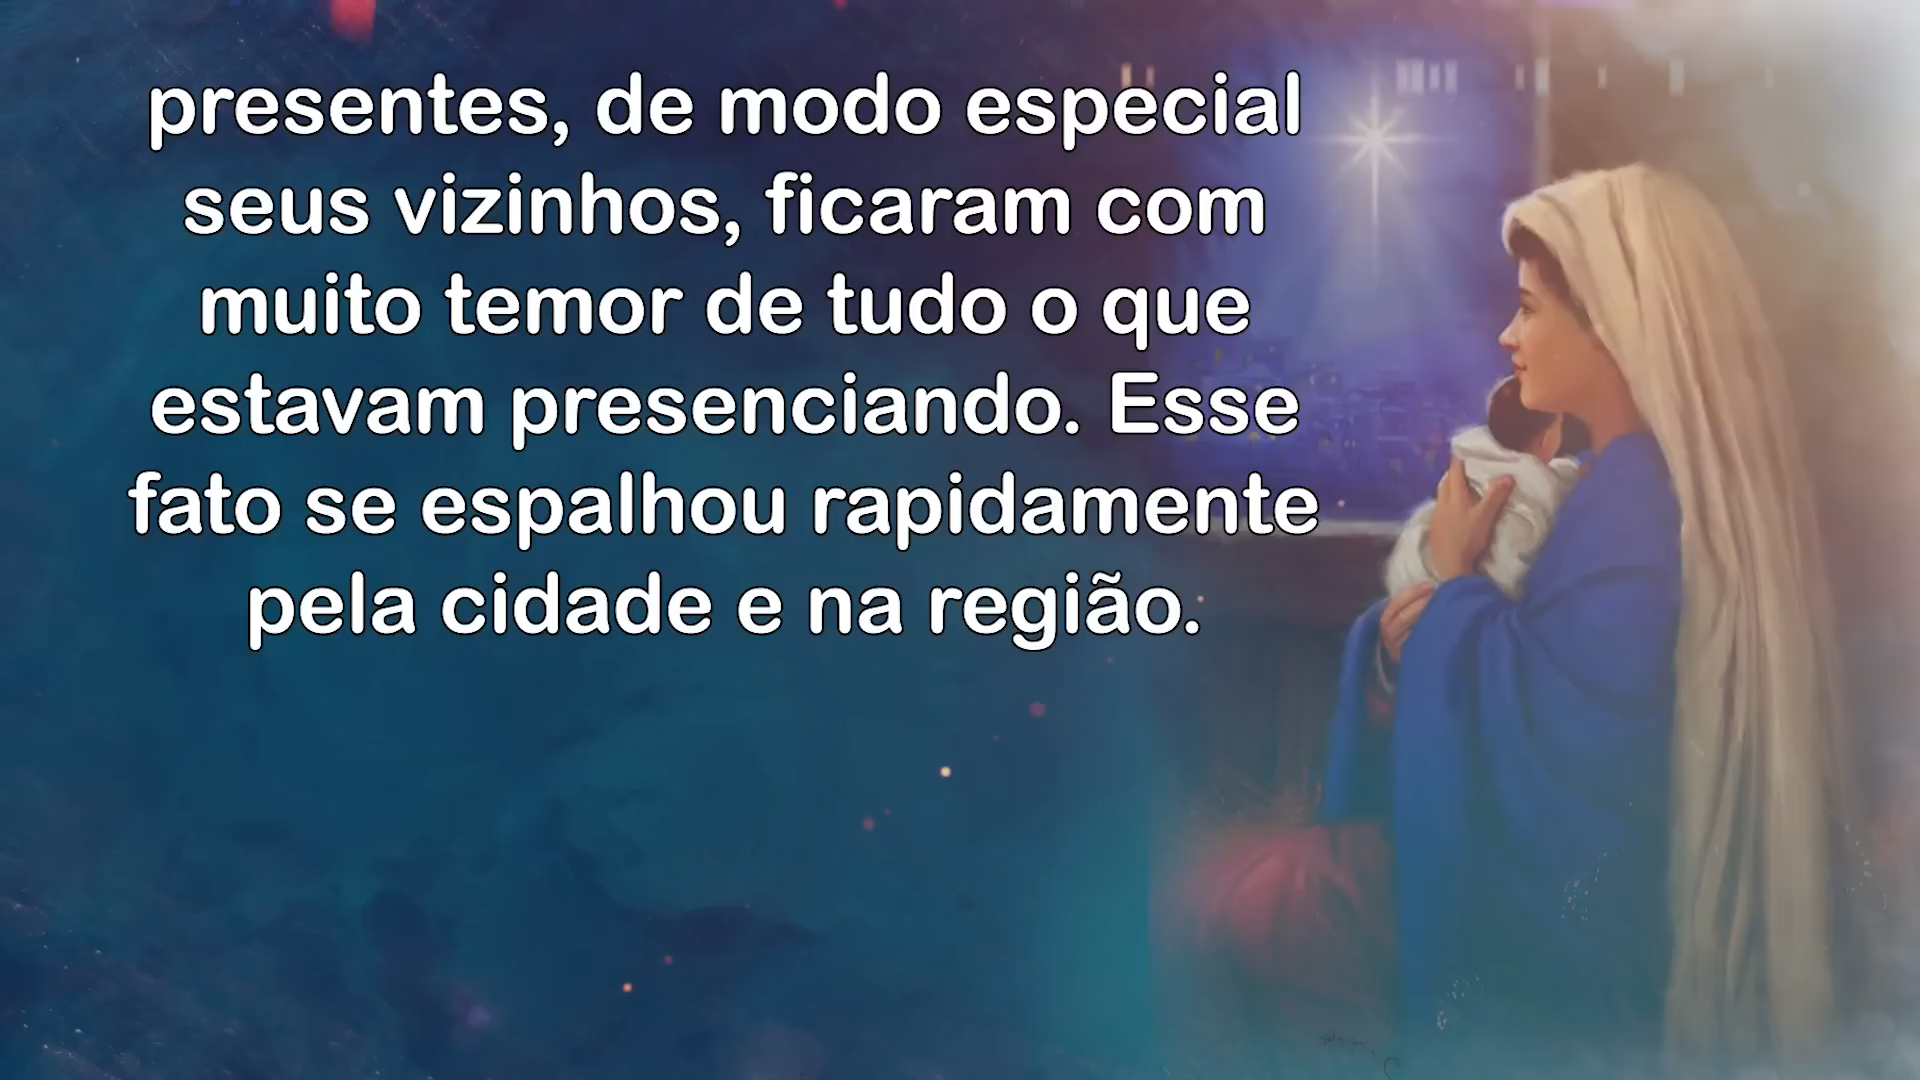 presentes, de modo especial
seus vizinhos, ficaram com
muito temor de tudo o que
estavam presenciando. Esse
fato se espalhou rapidamente
pela cidade e na região.